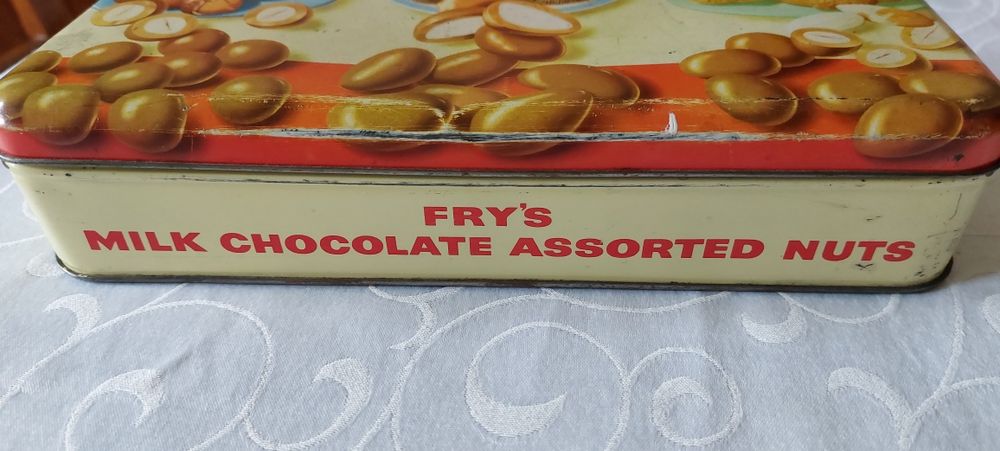 FRY'S
MILK CHOCOLATE ASSORTED NUTS